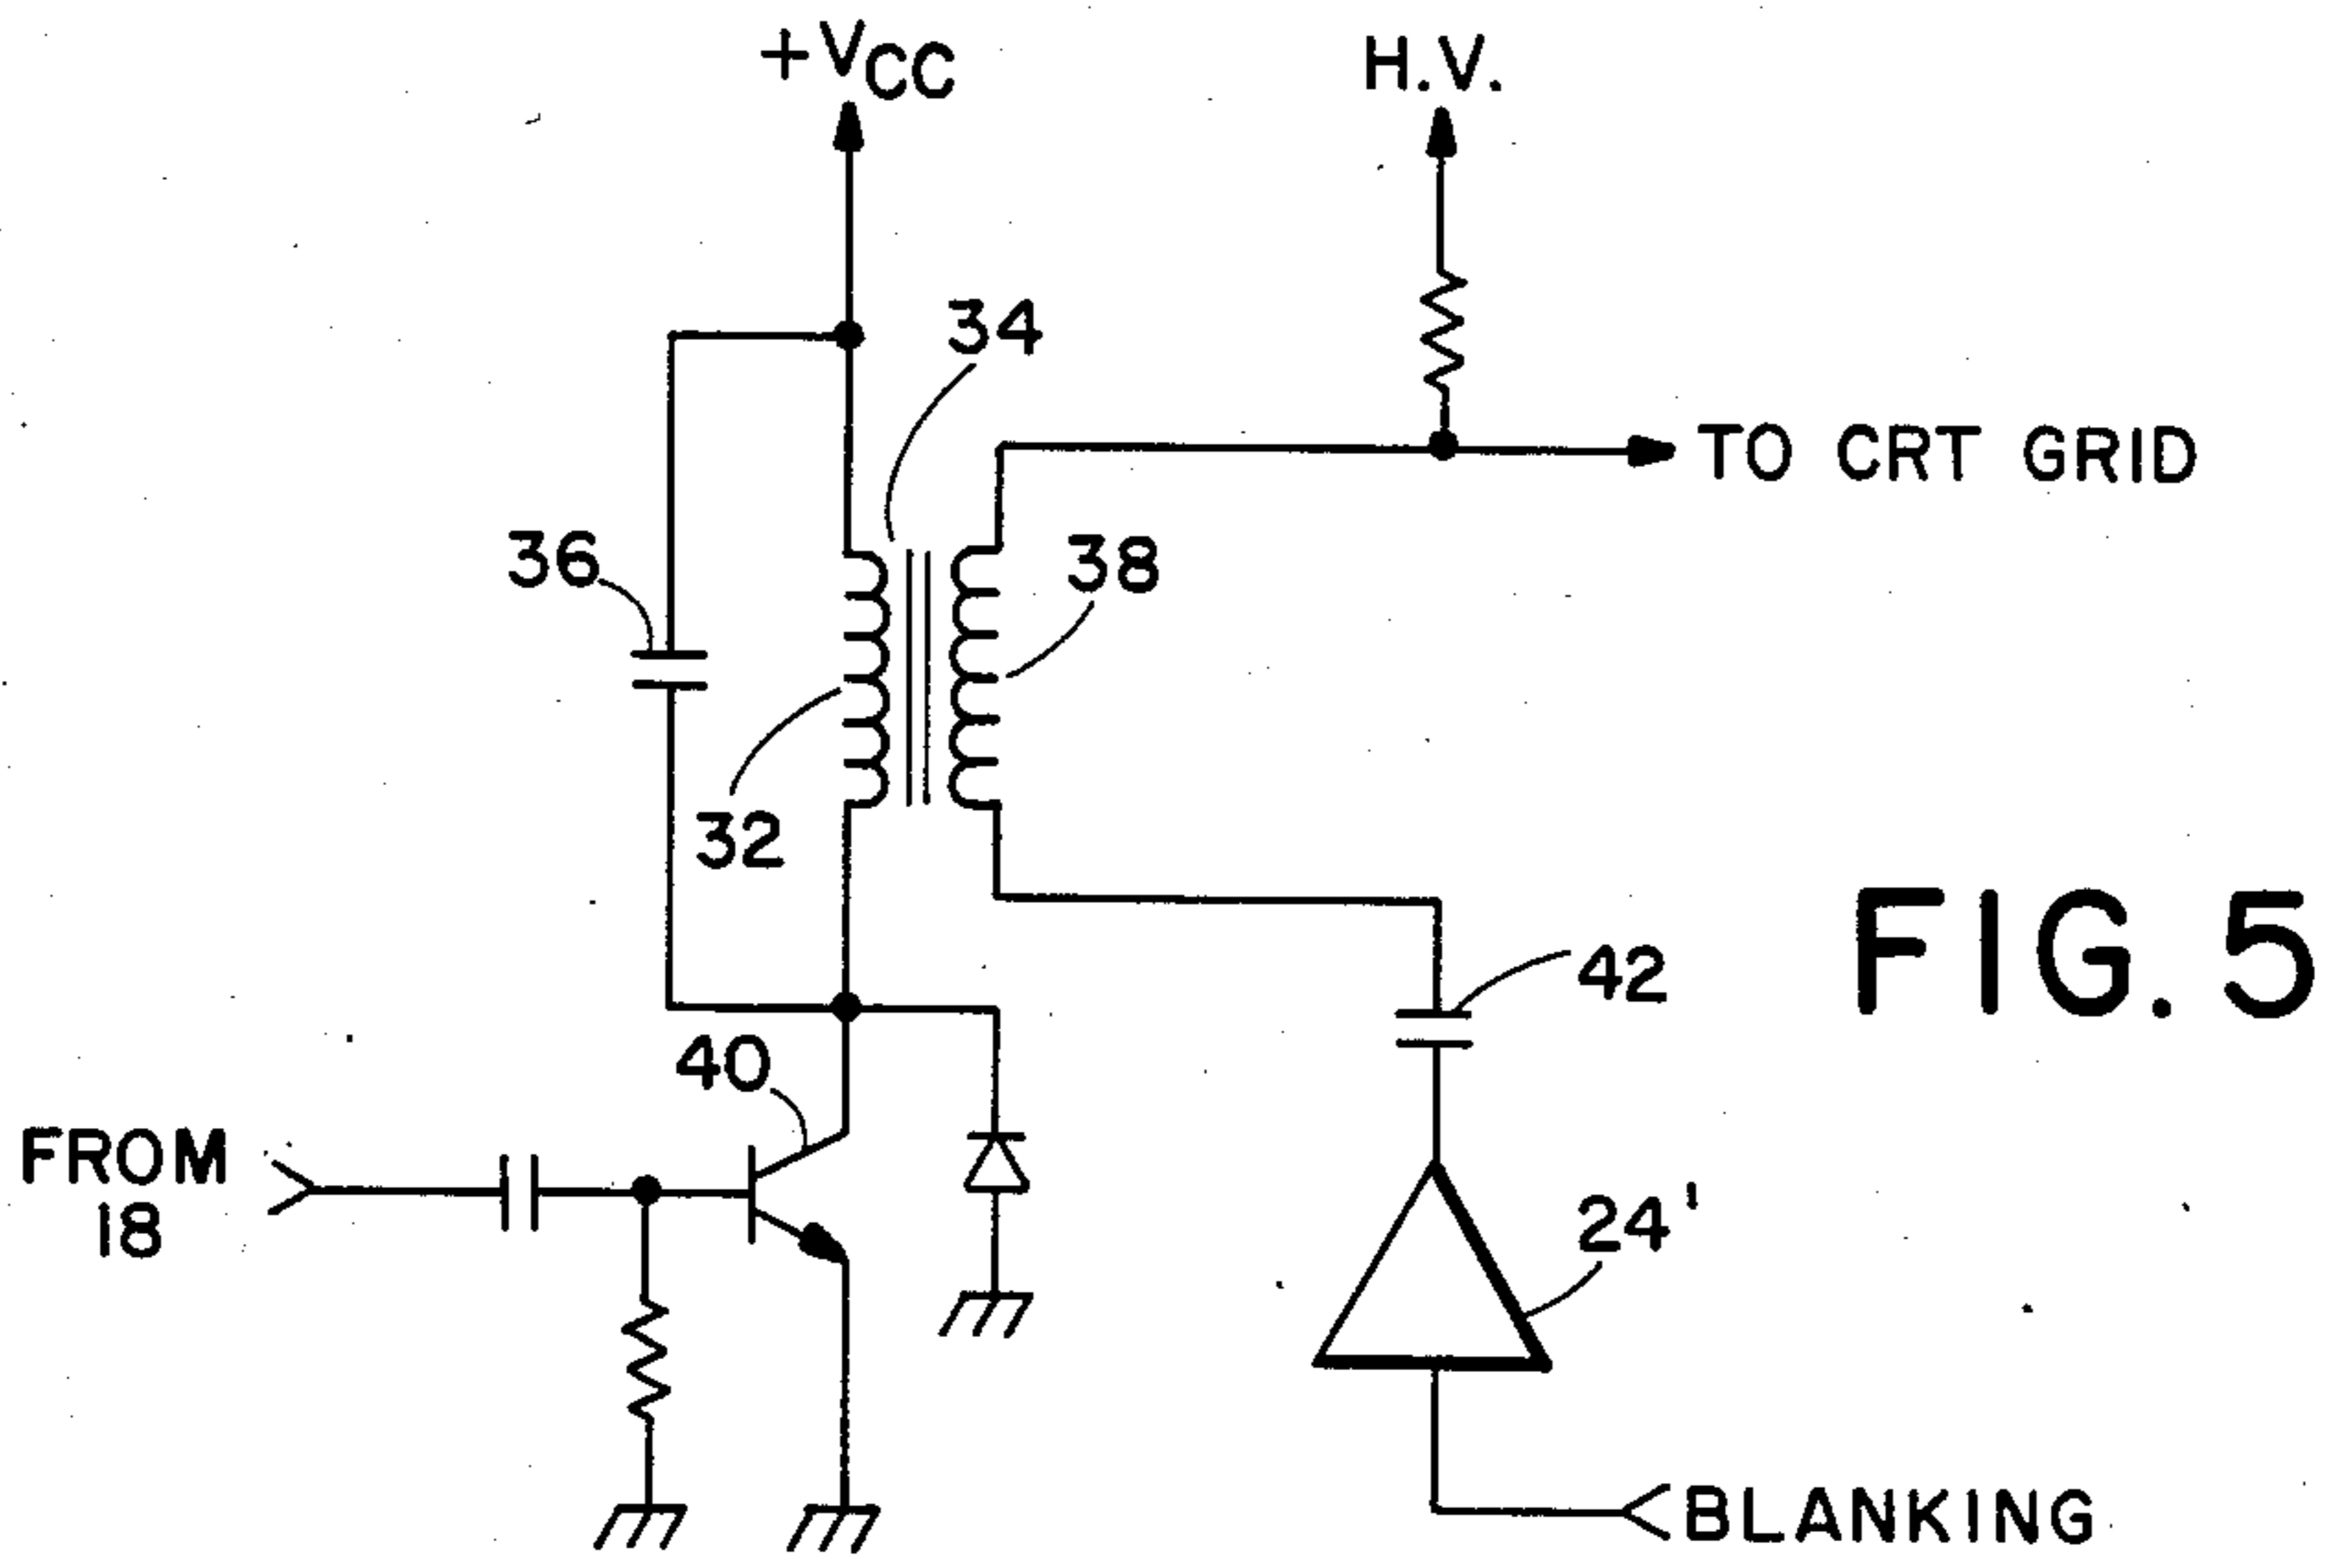 +VCC
H.V.
34
TO CRT GRID
36
38
32
FIG. 5
42
40
FROM
18
24'
BLANKING